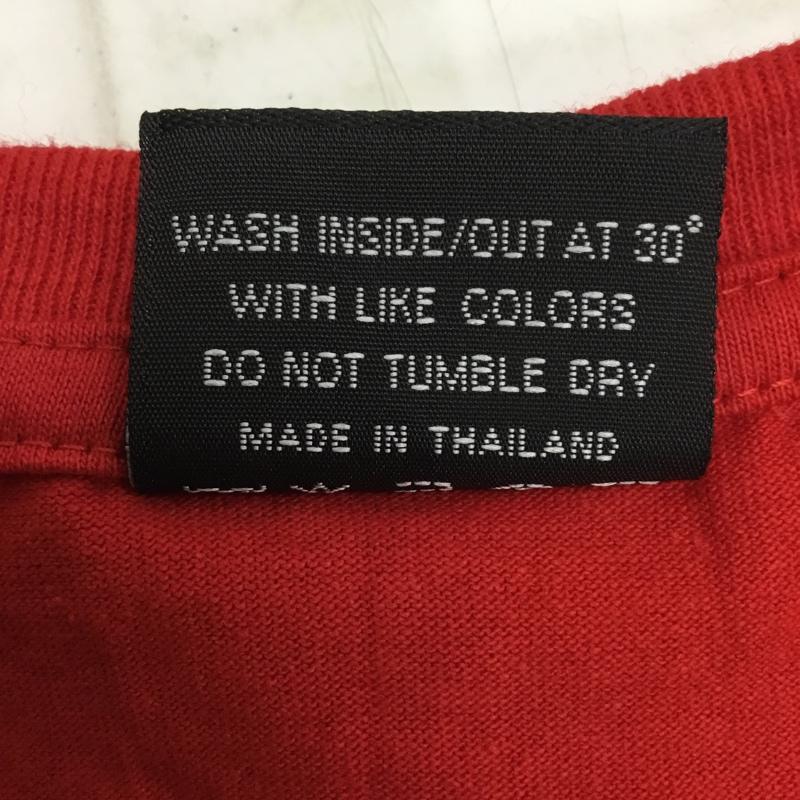 WASH INSIDE/OUT AT 30°
WITH LIKE COLORS
DO NOT TUMBLE DRY
MADE IN THAILAND